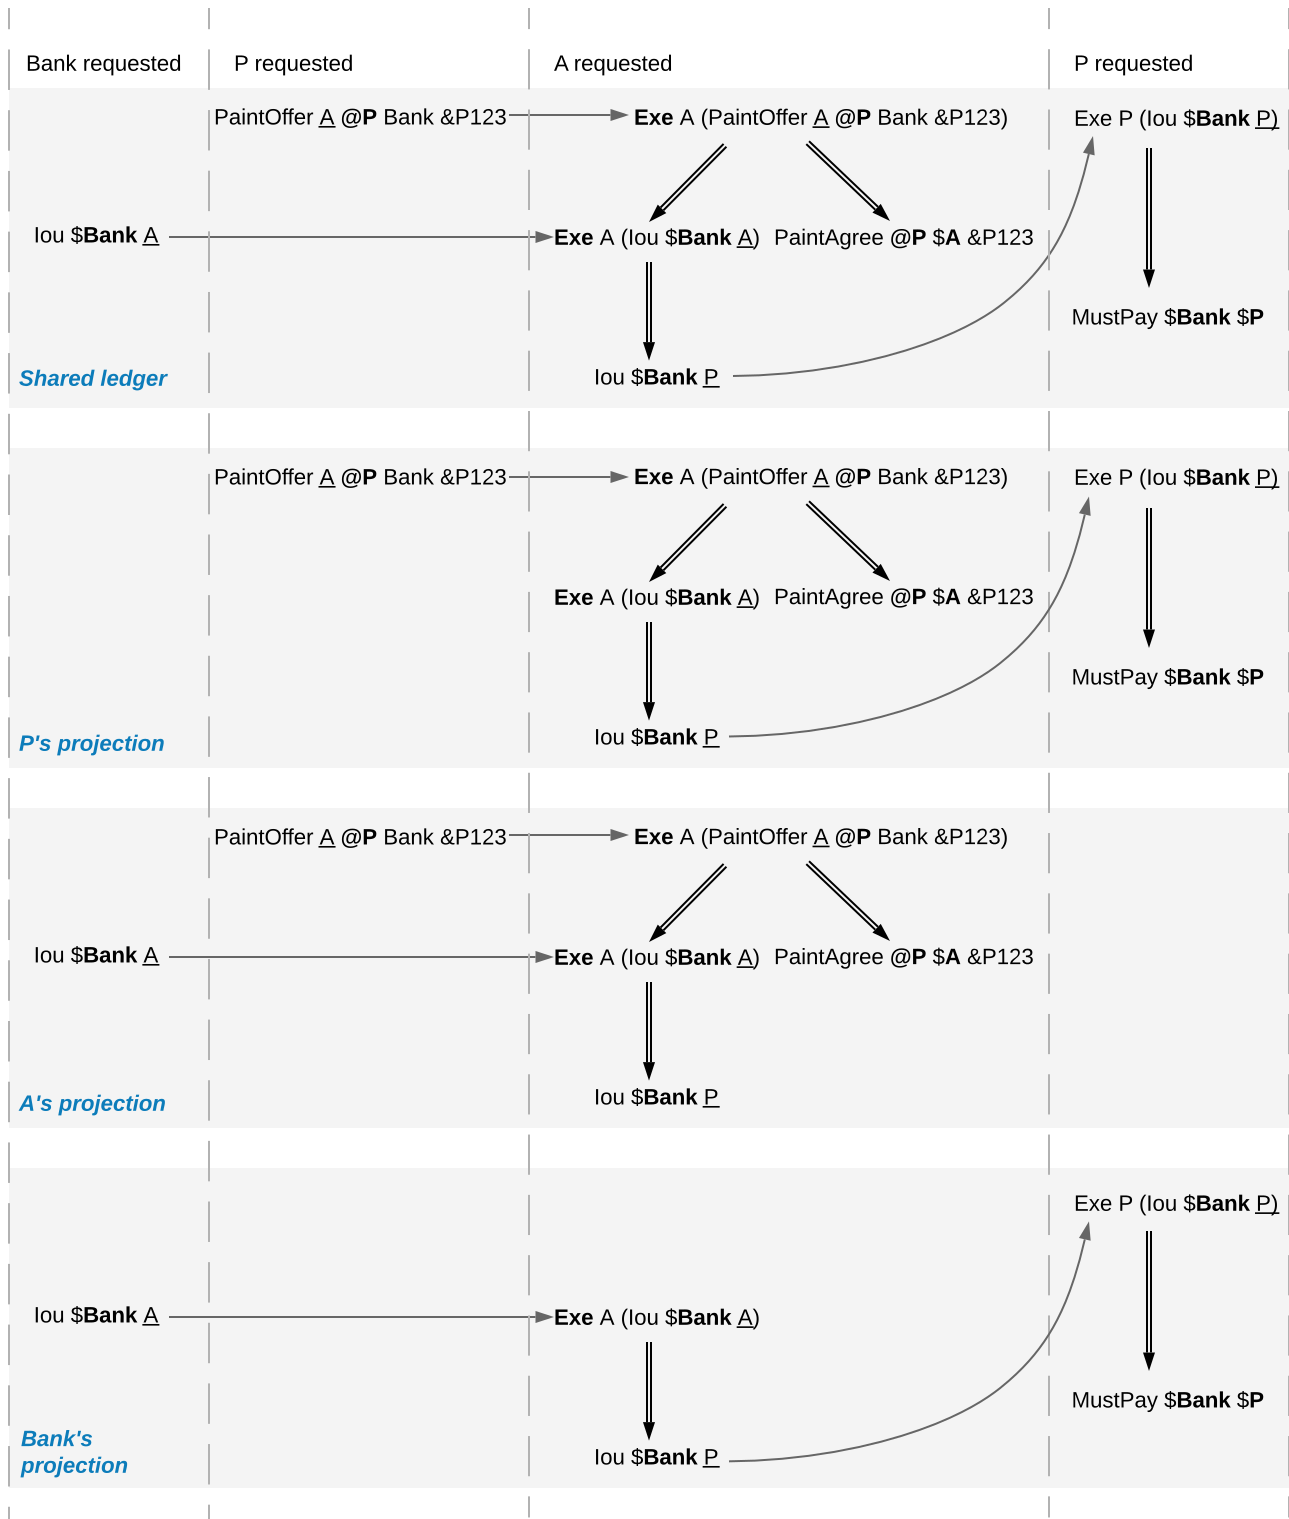 Bank requested
P requested
A requested
P requested
PaintOffer A @P Bank &P123
Exe A (PaintOffer A @P Bank &P123)
Exe P (Iou $Bank P)
Iou $Bank A
Exe A (Iou $Bank A)
PaintAgree @P $A &P123
MustPay $Bank $P
Iou $Bank P
Shared ledger
PaintOffer A @P Bank &P123
Exe A (PaintOffer A @P Bank &P123)
Exe P (Iou $Bank P)
Exe A (Iou $Bank A)
PaintAgree @P $A &P123
MustPay $Bank $P
Iou $Bank P
P's projection
PaintOffer A @P Bank &P123
Exe A (PaintOffer A @P Bank &P123)
Iou $Bank A
Exe A (Iou $Bank A)
PaintAgree @P $A &P123
Iou $Bank P
A's projection
Exe P (Iou $Bank P)
Iou $Bank A
Exe A (Iou $Bank A)
MustPay $Bank $P
Iou $Bank P
Bank's
projection